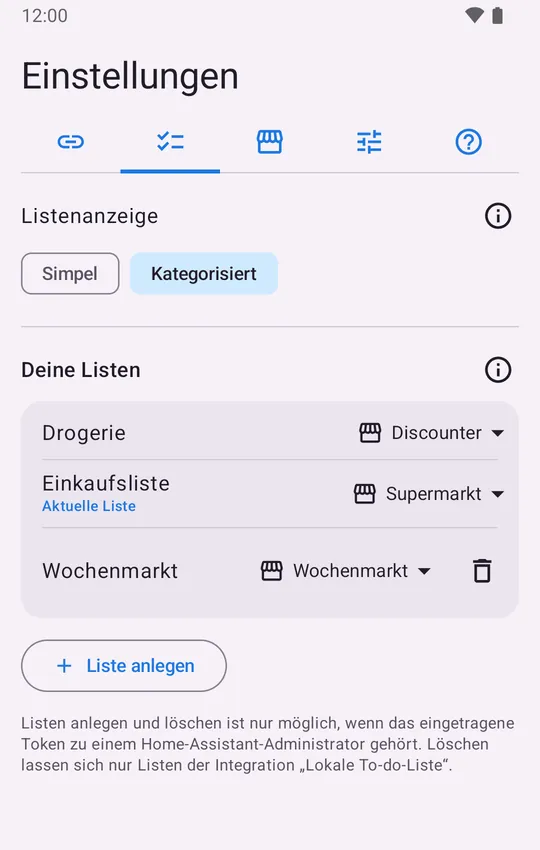 12:00
Einstellungen
Listenanzeige
Simpel
Kategorisiert
Deine Listen
Drogerie
Discounter
Einkaufsliste
Aktuelle Liste
Supermarkt
Wochenmarkt
Wochenmarkt
+ Liste anlegen
Listen anlegen und löschen ist nur möglich, wenn das eingetragene
Token zu einem Home-Assistant-Administrator gehört. Löschen
lassen sich nur Listen der Integration „Lokale To-do-Liste“.